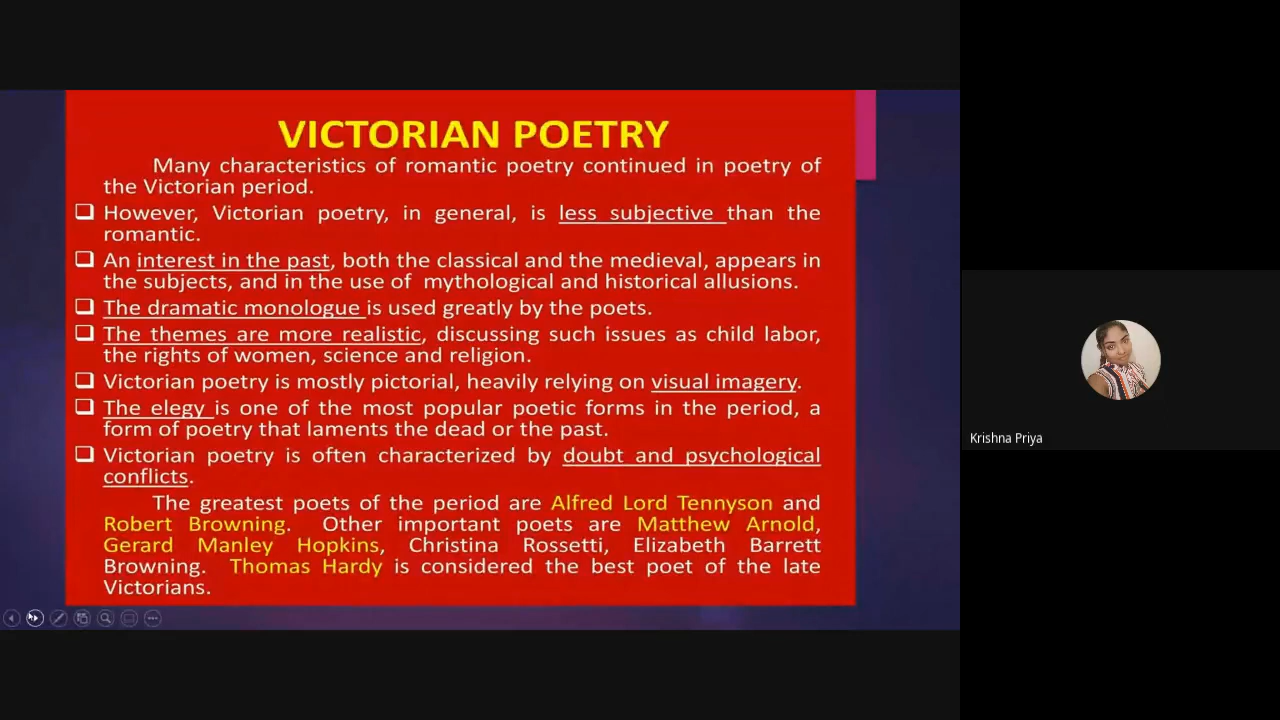 VICTORIAN POETRY
Many characteristics of romantic poetry continued in poetry of
the Victorian period.
However, Victorian poetry, in general, is less subjective than the
romantic.
An interest in the past, both the classical and the medieval, appears in
the subjects, and in the use of mythological and historical allusions.
The dramatic monologue is used greatly by the poets.
The themes are more realistic, discussing such issues as child labor,
the rights of women, science and religion.
Victorian poetry is mostly pictorial, heavily relying on visual imagery.
The elegy is one of the most popular poetic forms in the period, a
form of poetry that laments the dead or the past.
Victorian poetry is often characterized by doubt and psychological
conflicts.
The greatest poets of the period are Alfred Lord Tennyson and
Robert Browning. Other important poets are Matthew Arnold,
Gerard Manley Hopkins, Christina Rossetti, Elizabeth Barrett
Browning. Thomas Hardy is considered the best poet of the late
Victorians.
Krishna Priya